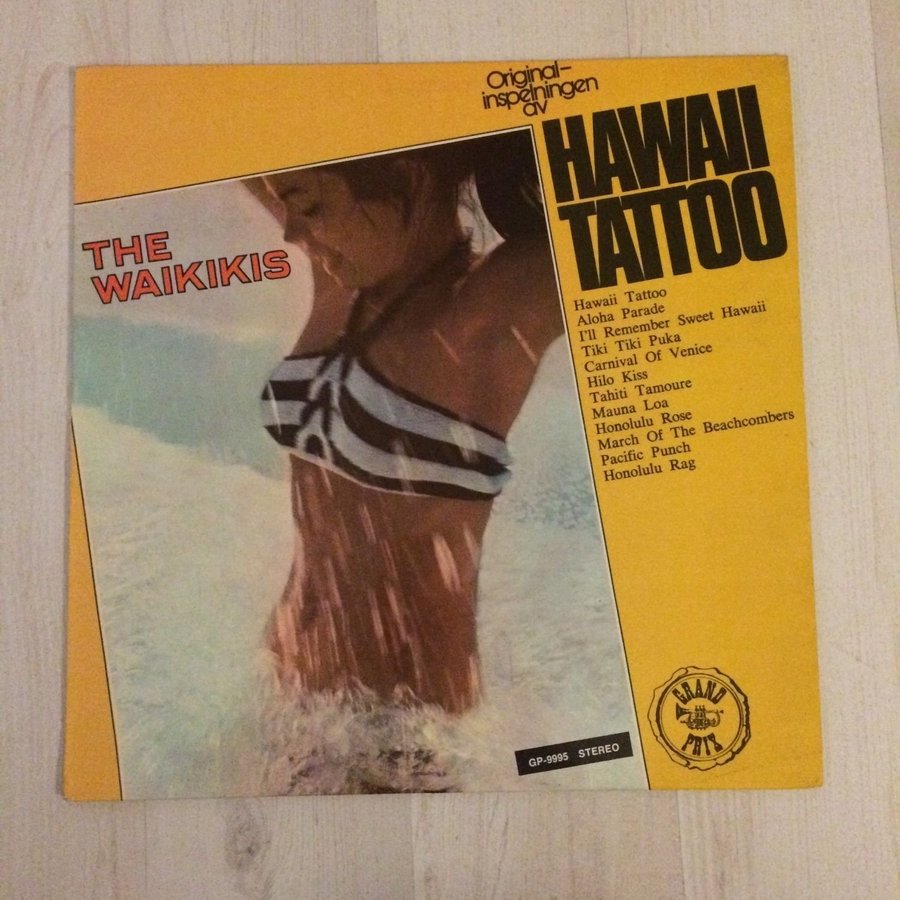 Original-
inspelningen
av
HAWAII
TATTOO
THE
WAIKIKIS
Hawaii Tattoo
Aloha Parade
I'll Remember Sweet Hawaii
Tiki Tiki Puka
Carnival Of Venice
Hilo Kiss
Tahiti Tamoure
Mauna Loa
Honolulu Rose
March Of The Beachcombers
Pacific Punch
Honolulu Rag
GRAND
PRIS
GP-9995 STEREO